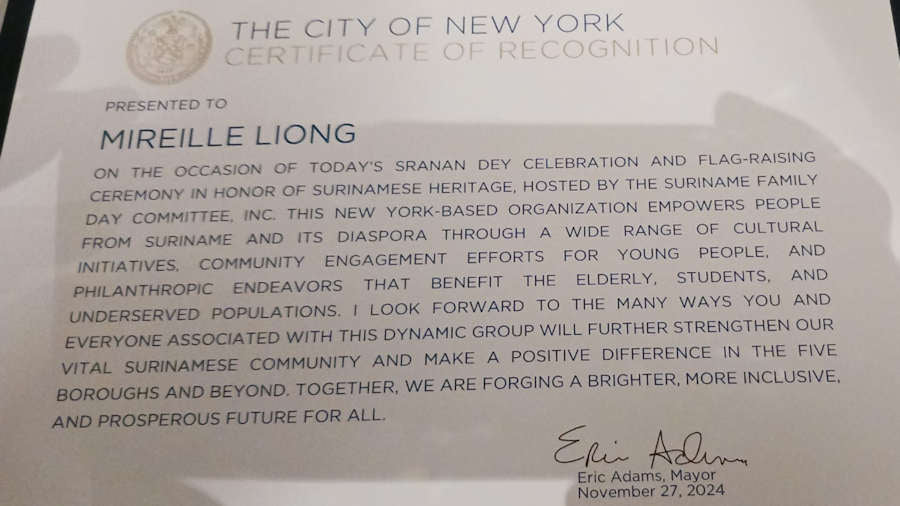 THE CITY OF NEW YORK
CERTIFICATE OF RECOGNITION
PRESENTED TO
MIREILLE LIONG
ON THE OCCASION OF TODAY'S SRANAN DEY CELEBRATION AND FLAG-RAISING
CEREMONY IN HONOR OF SURINAMESE HERITAGE, HOSTED BY THE SURINAME FAMILY
DAY COMMITTEE, INC. THIS NEW YORK-BASED ORGANIZATION EMPOWERS PEOPLE
FROM SURINAME AND ITS DIASPORA THROUGH A WIDE RANGE OF CULTURAL
INITIATIVES, COMMUNITY ENGAGEMENT EFFORTS FOR YOUNG PEOPLE, AND
PHILANTHROPIC ENDEAVORS THAT BENEFIT THE ELDERLY, STUDENTS, AND
UNDERSERVED POPULATIONS. I LOOK FORWARD TO THE MANY WAYS YOU AND
EVERYONE ASSOCIATED WITH THIS DYNAMIC GROUP WILL FURTHER STRENGTHEN OUR
VITAL SURINAMESE COMMUNITY AND MAKE A POSITIVE DIFFERENCE IN THE FIVE
BOROUGHS AND BEYOND. TOGETHER, WE ARE FORGING A BRIGHTER, MORE INCLUSIVE,
AND PROSPEROUS FUTURE FOR ALL.
Eric Adams
Eric Adams, Mayor
November 27, 2024